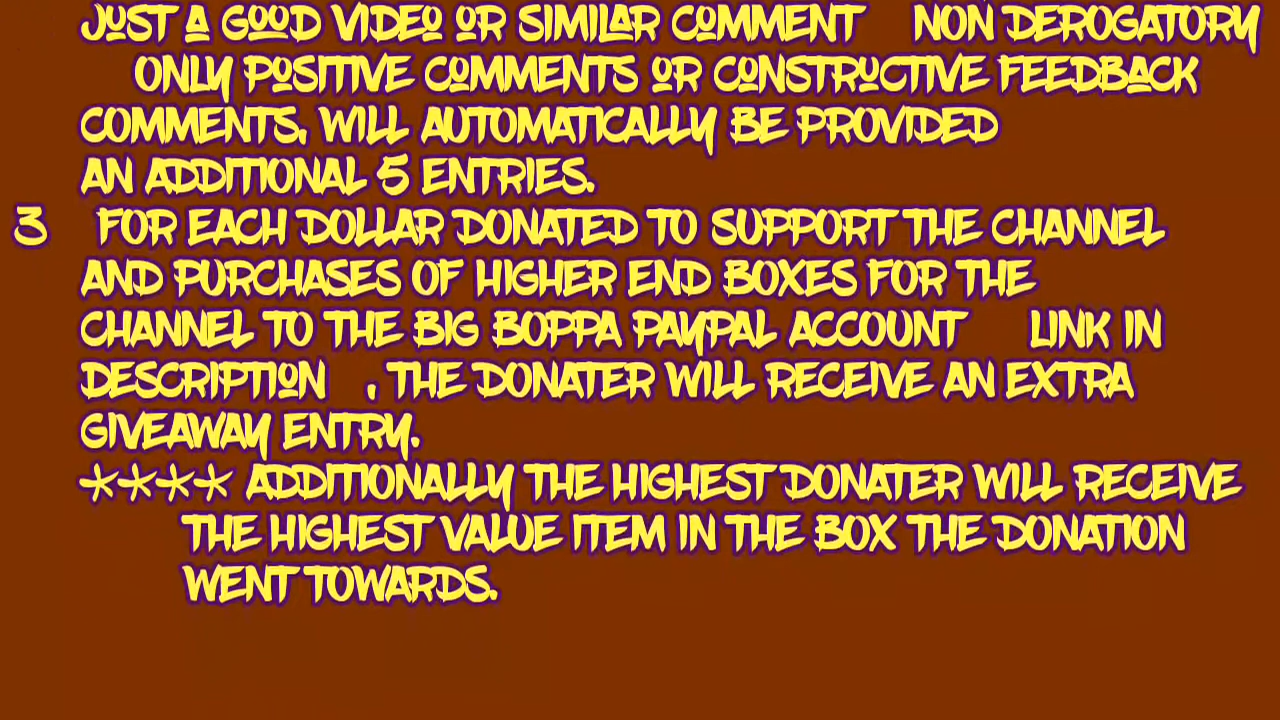 JUST A GOOD VIDEO OR SIMILAR COMMENT NON DEROGATORY
ONLY POSITIVE COMMENTS OR CONSTRUCTIVE FEEDBACK
COMMENTS, WILL AUTOMATICALLY BE PROVIDED
AN ADDITIONAL 5 ENTRIES.
3 FOR EACH DOLLAR DONATED TO SUPPORT THE CHANNEL
AND PURCHASES OF HIGHER END BOXES FOR THE
CHANNEL TO THE BIG BOPPA PAYPAL ACCOUNT LINK IN
DESCRIPTION , THE DONATER WILL RECEIVE AN EXTRA
GIVEAWAY ENTRY.
**** ADDITIONALLY THE HIGHEST DONATER WILL RECEIVE
THE HIGHEST VALUE ITEM IN THE BOX THE DONATION
WENT TOWARDS.